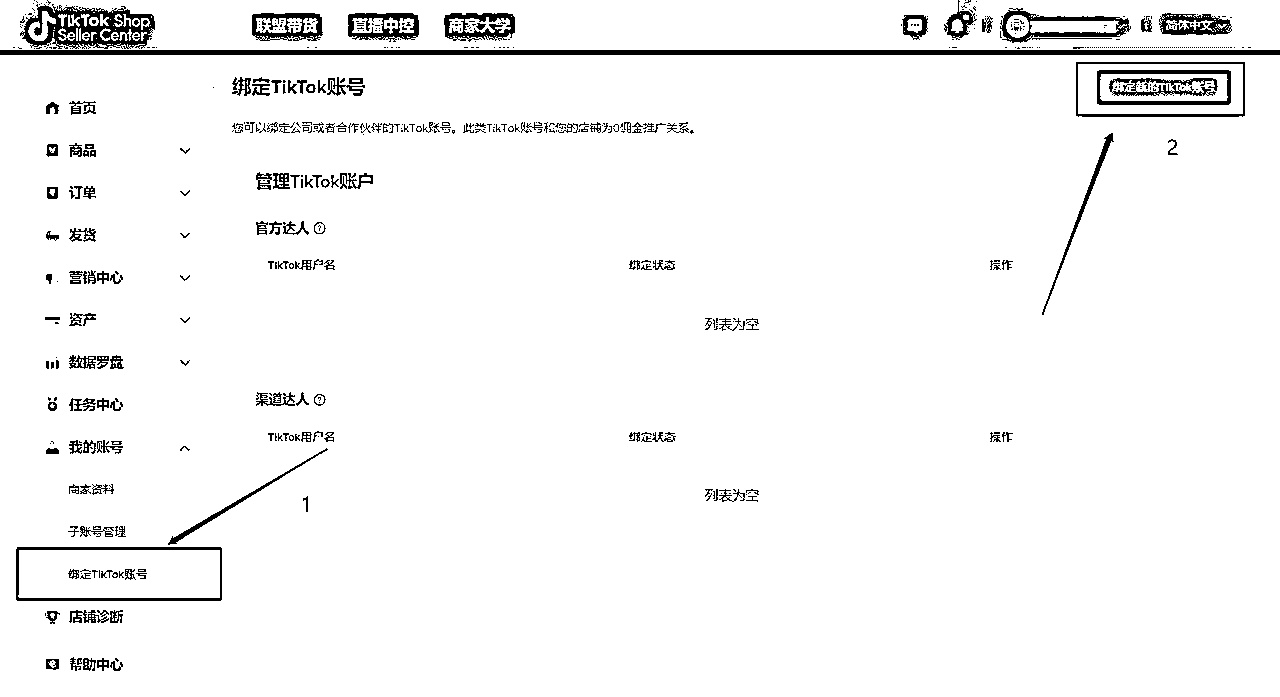 TikTok Shop
Seller Center
联盟带货
直播中控
商家大学
简体中文
首页
商品
订单
发货
营销中心
资产
数据罗盘
任务中心
我的账号
商家资料
子账号管理
绑定TikTok账号
店铺诊断
帮助中心
绑定TikTok账号
绑定新的TikTok账号
您可以绑定公司或者合作伙伴的TikTok账号。此类TikTok账号和您的店铺为0佣金推广关系。
2
管理TikTok账户
官方达人
TikTok用户名 绑定状态 操作
列表为空
渠道达人
TikTok用户名 绑定状态 操作
列表为空
1